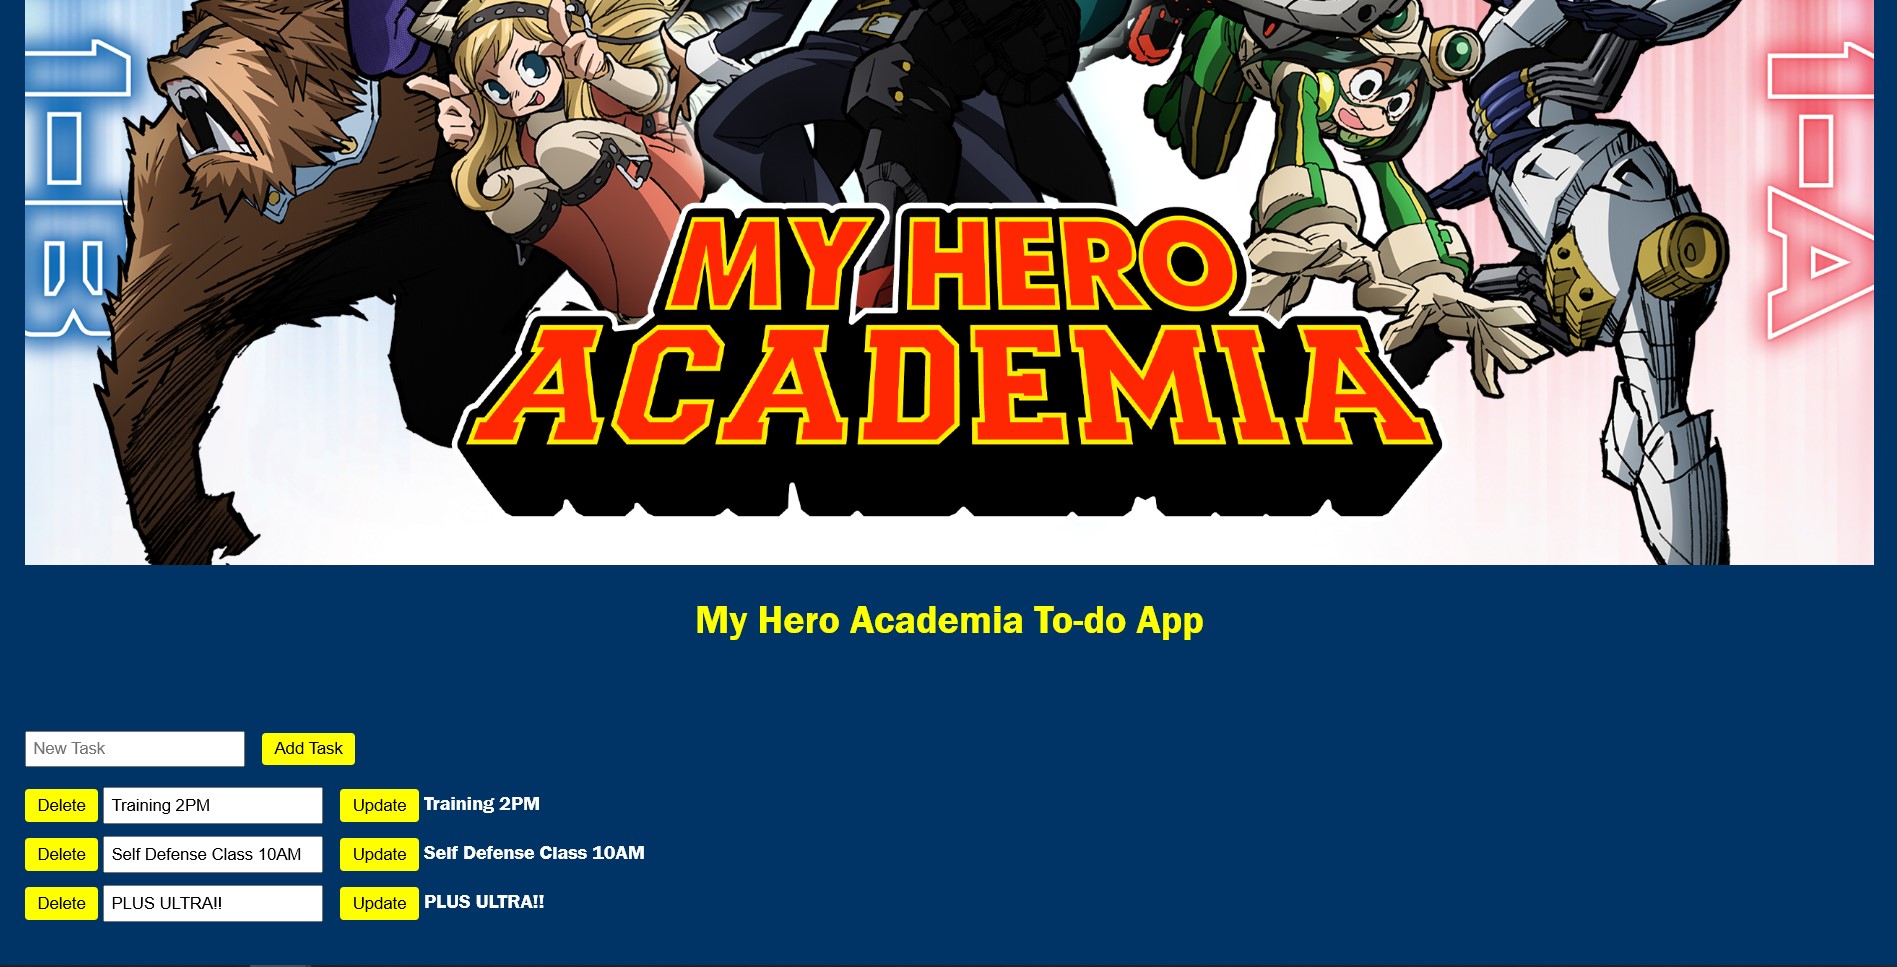 1-B
1-A
MY HERO
ACADEMIA
My Hero Academia To-do App
New Task Add Task
Delete Training 2PM Update Training 2PM
Delete Self Defense Class 10AM Update Self Defense Class 10AM
Delete PLUS ULTRA!! Update PLUS ULTRA!!